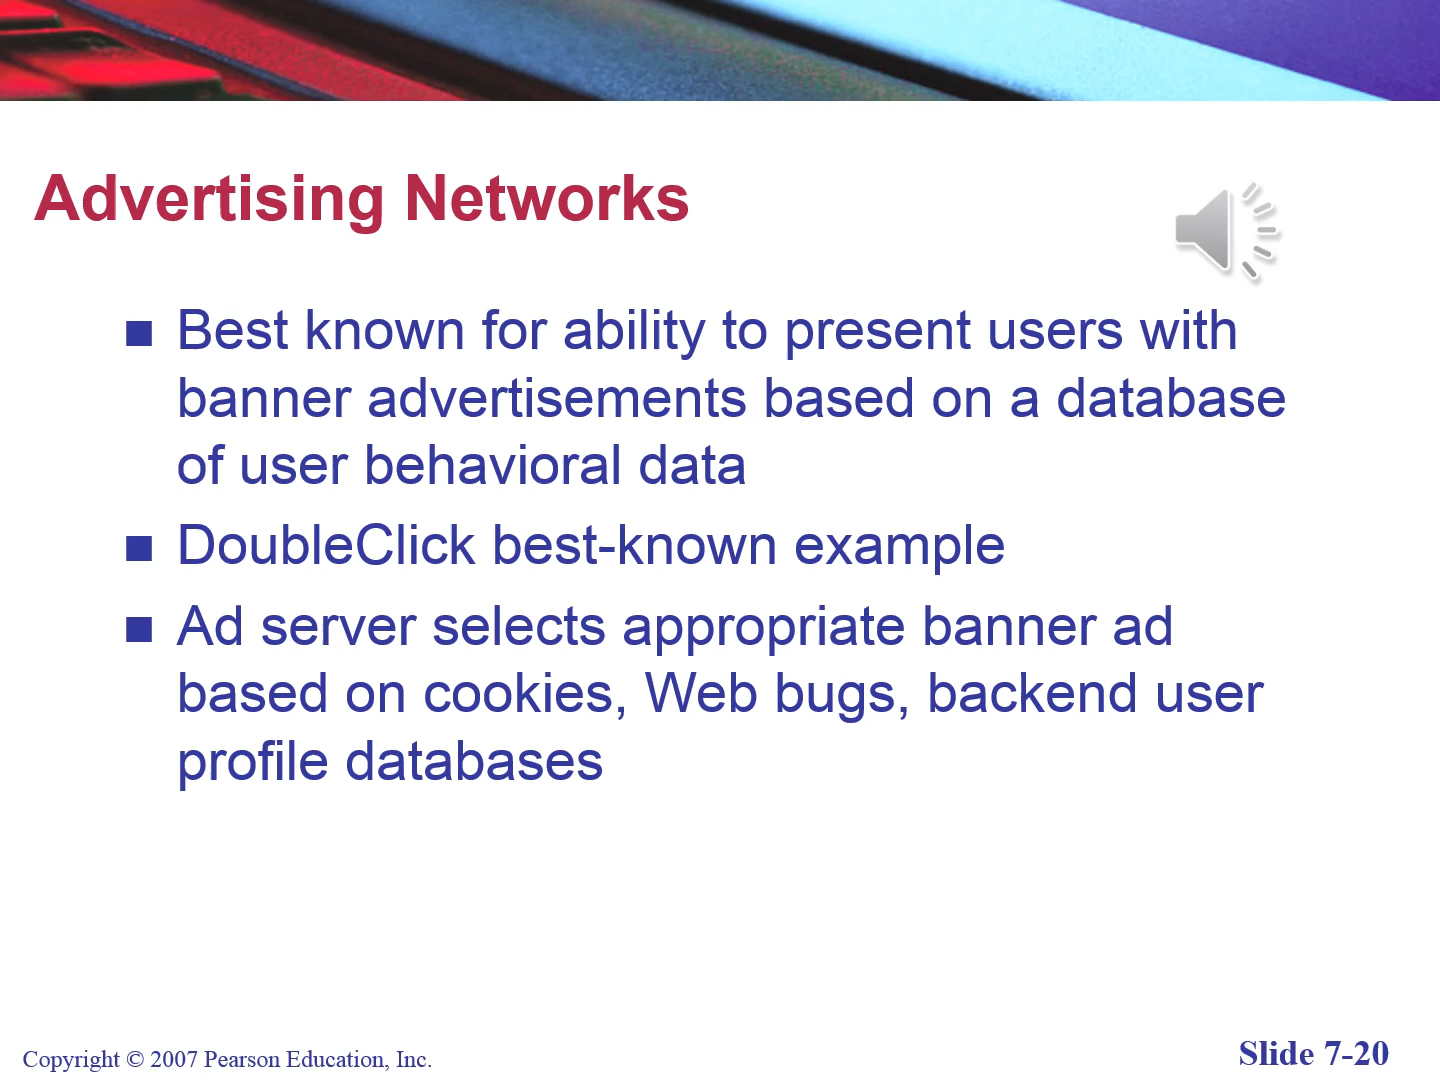 Advertising Networks
Best known for ability to present users with
banner advertisements based on a database
of user behavioral data
DoubleClick best-known example
Ad server selects appropriate banner ad
based on cookies, Web bugs, backend user
profile databases
Copyright © 2007 Pearson Education, Inc.
Slide 7-20